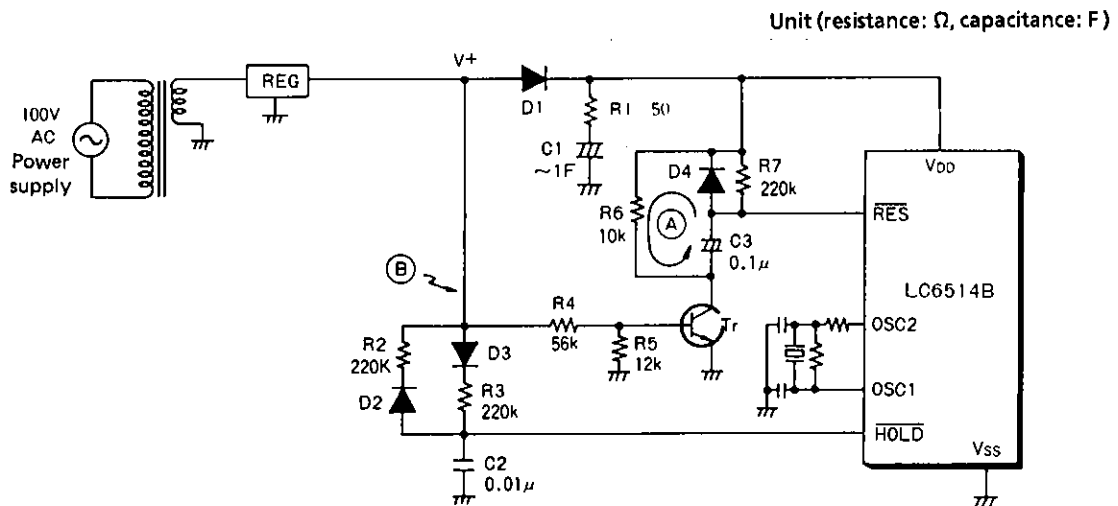 Unit (resistance: Ω, capacitance: F)
V+
REG
100V
AC
Power
supply
D1
R1 50
C1
~1F
VDD
D4
R7
220k
RES
R6
10k
A
C3
0.1μ
B
LC6514B
R4
56k
Tr
OSC2
R2
220K
D3
R5
12k
D2
R3
220k
OSC1
HOLD
VSS
C2
0.01μ